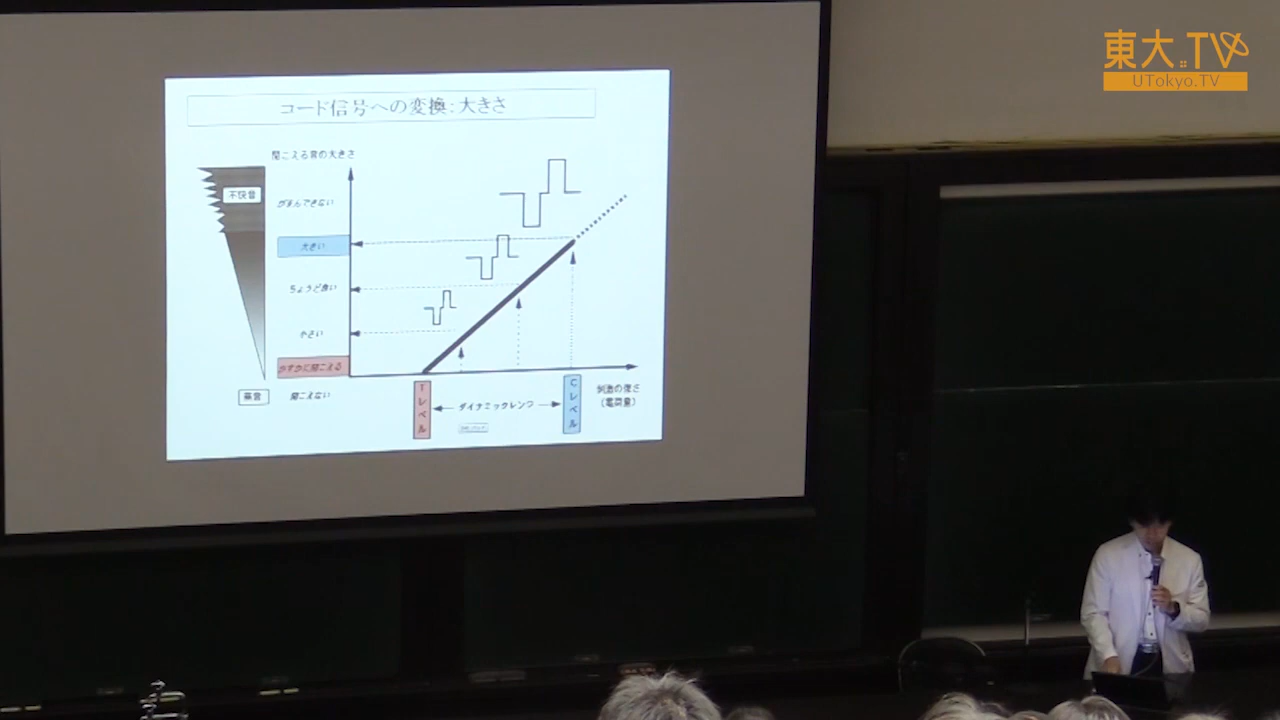 東大.TV
UTokyo.TV
コード信号への変換：大きさ
聞こえる音の大きさ
不快音
がまんできない
大きい
ちょうど良い
小さい
かすかに聞こえる
無音
聞こえない
Tレベル
ダイナミックレンジ
Cレベル
刺激の強さ
（電荷量）